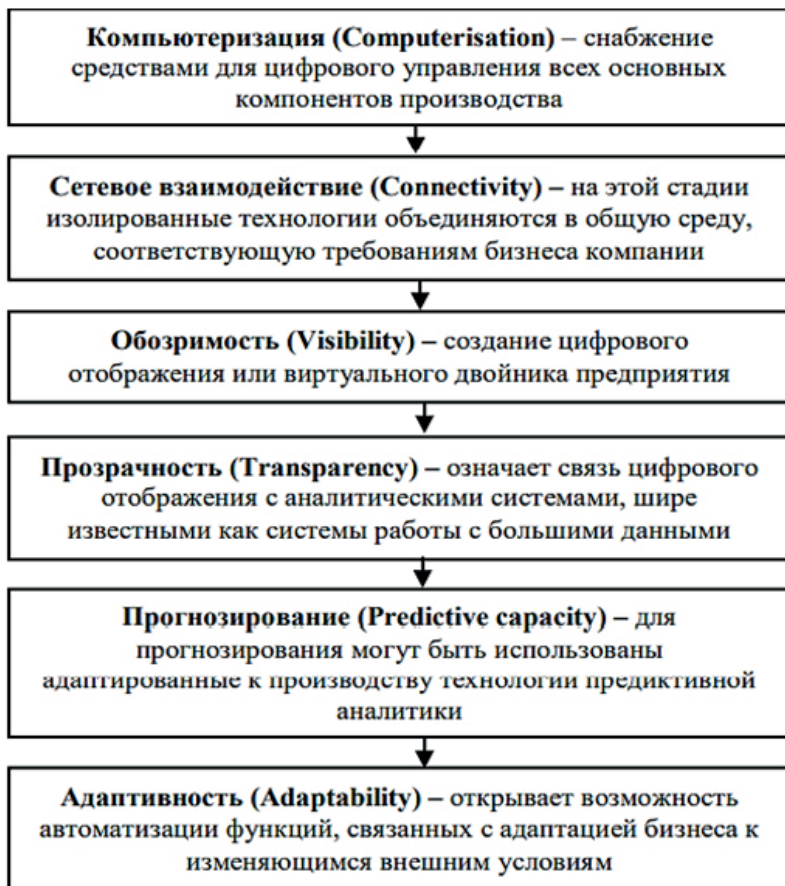 Компьютеризация (Computerisation) – снабжение
средствами для цифрового управления всех основных
компонентов производства
Сетевое взаимодействие (Connectivity) – на этой стадии
изолированные технологии объединяются в общую среду,
соответствующую требованиям бизнеса компании
Обозримость (Visibility) – создание цифрового
отображения или виртуального двойника предприятия
Прозрачность (Transparency) – означает связь цифрового
отображения с аналитическими системами, шире
известными как системы работы с большими данными
Прогнозирование (Predictive capacity) – для
прогнозирования могут быть использованы
адаптированные к производству технологии предиктивной
аналитики
Адаптивность (Adaptability) – открывает возможность
автоматизации функций, связанных с адаптацией бизнеса к
изменяющимся внешним условиям